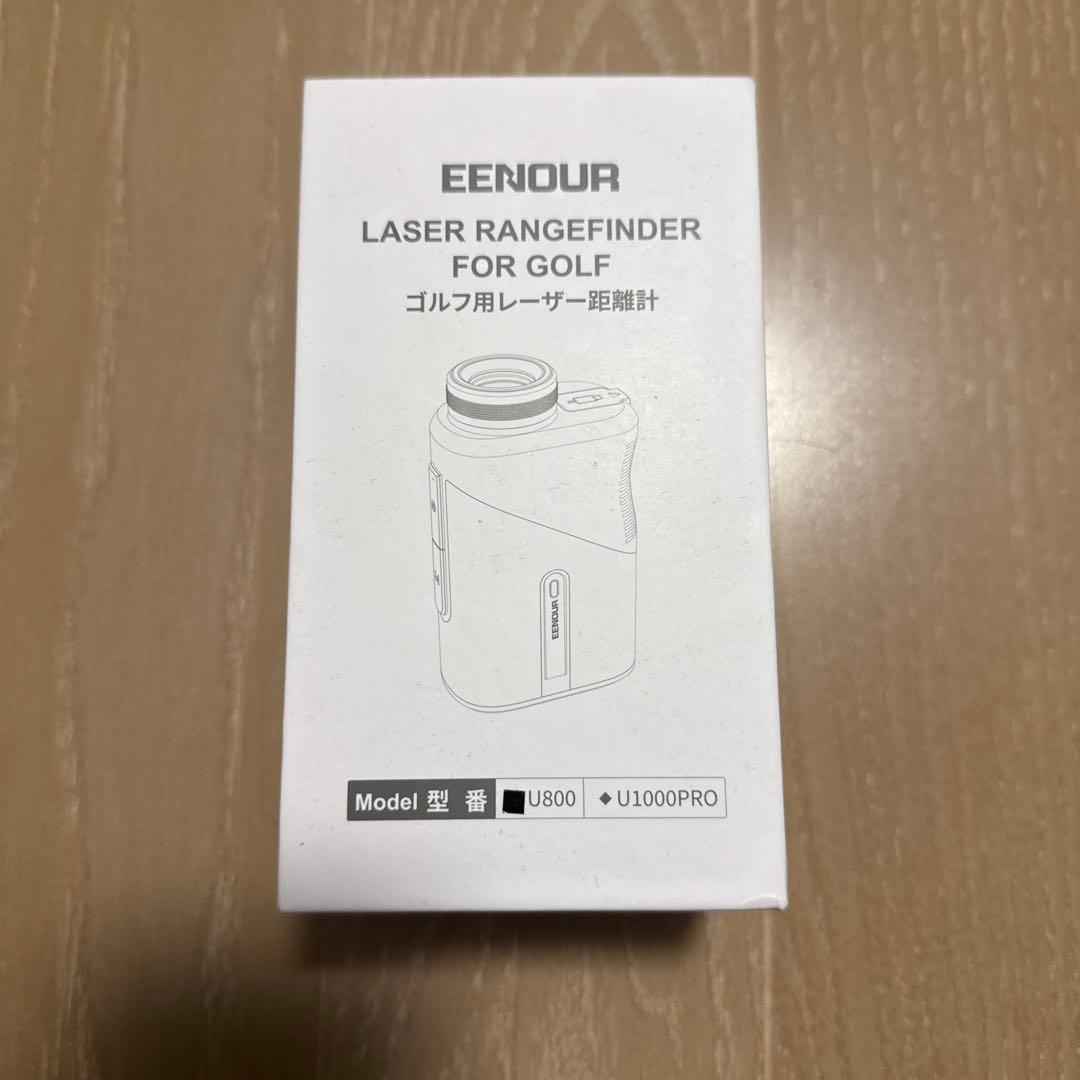 EENOUR
LASER RANGEFINDER
FOR GOLF
ゴルフ用レーザー距離計
EENOUR
Model 型 番 ■U800 ◆U1000PRO